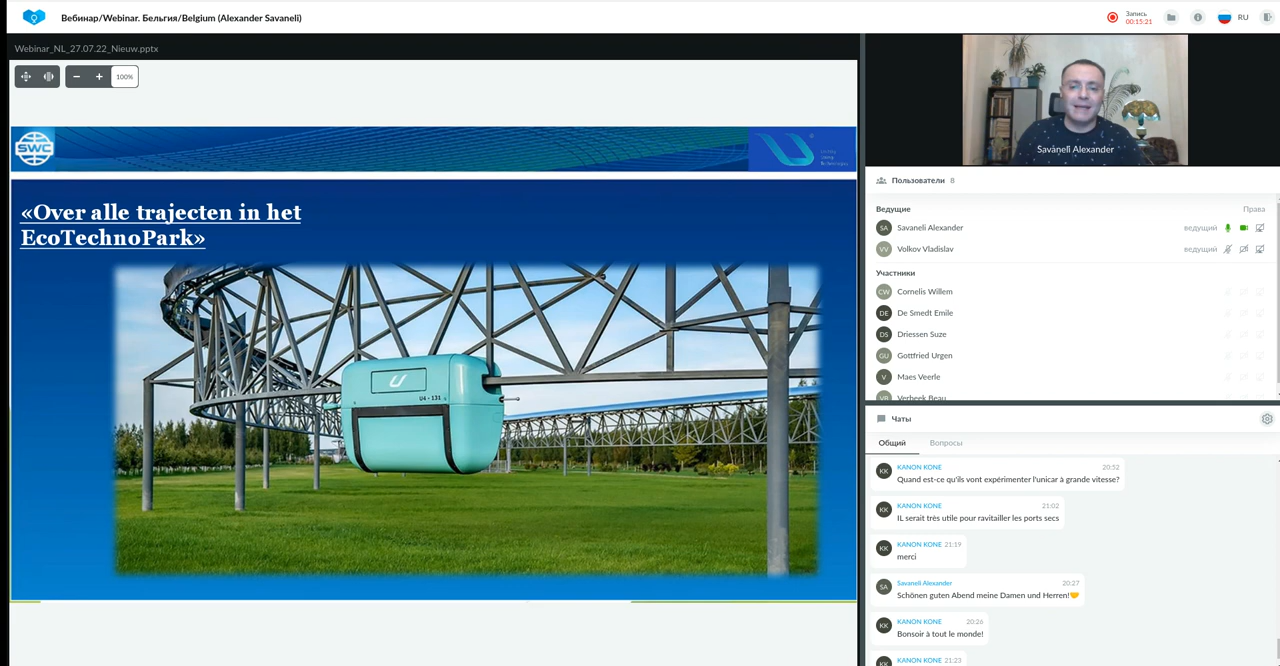 Вебинар/Webinar. Бельгия/Belgium (Alexander Savaneli)
Запись
00:15:21
RU
Webinar_NL_27.07.22_Nieuw.pptx
100%
SWC
«Over alle trajecten in het
EcoTechnoPark»
U4 - 131
Savaneli Alexander
Пользователи 8
Ведущие Права
SA Savaneli Alexander ведущий
VV Volkov Vladislav ведущий
Участники
CW Cornelis Willem
DE De Smedt Emile
DS Driessen Suze
GU Gottfried Urgen
V Maes Veerle
VB Verbeek Beau
Чаты
Общий Вопросы
KK KANON KONE 20:52
Quand est-ce qu'ils vont expérimenter l'unicar à grande vitesse?
KK KANON KONE 21:02
IL serait très utile pour ravitailler les ports secs
KK KANON KONE 21:19
merci
SA Savaneli Alexander 20:27
Schönen guten Abend meine Damen und Herren!🤝
KK KANON KONE 20:26
Bonsoir à tout le monde!
KK KANON KONE 21:23